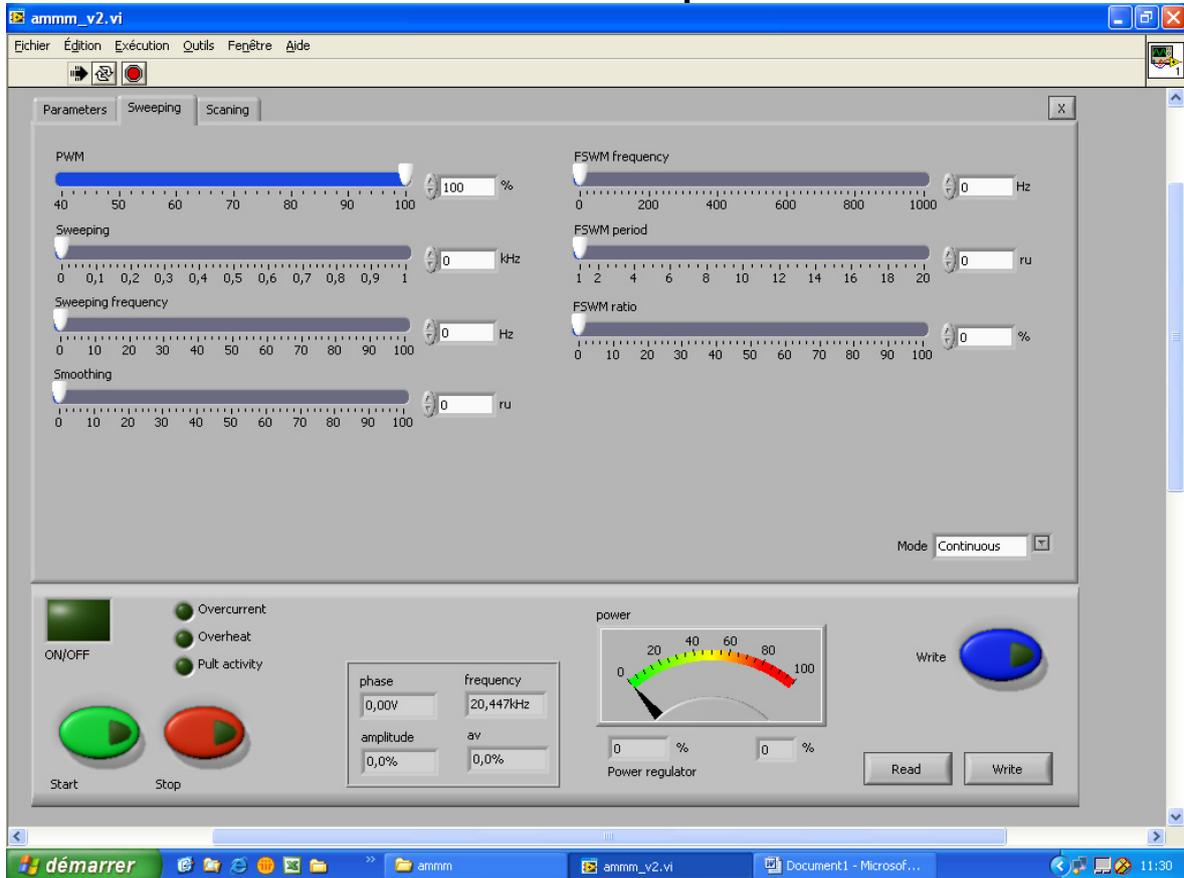 ammm_v2.vi
Fichier Édition Exécution Outils Fenêtre Aide
1
Parameters Sweeping Scaning X
PWM
40 50 60 70 80 90 100
100 %
Sweeping
0 0,1 0,2 0,3 0,4 0,5 0,6 0,7 0,8 0,9 1
0 kHz
Sweeping frequency
0 10 20 30 40 50 60 70 80 90 100
0 Hz
Smoothing
0 10 20 30 40 50 60 70 80 90 100
0 ru
FSWM frequency
0 200 400 600 800 1000
0 Hz
FSWM period
1 2 4 6 8 10 12 14 16 18 20
0 ru
FSWM ratio
0 10 20 30 40 50 60 70 80 90 100
0 %
Mode Continuous
ON/OFF
Overcurrent
Overheat
Pult activity
Start Stop
phase frequency
0,00V 20,447kHz
amplitude av
0,0% 0,0%
power
0 20 40 60 80 100
0 % 0 %
Power regulator
Write
Read Write
démarrer » ammm ammm_v2.vi Document1 - Microsof... 11:30